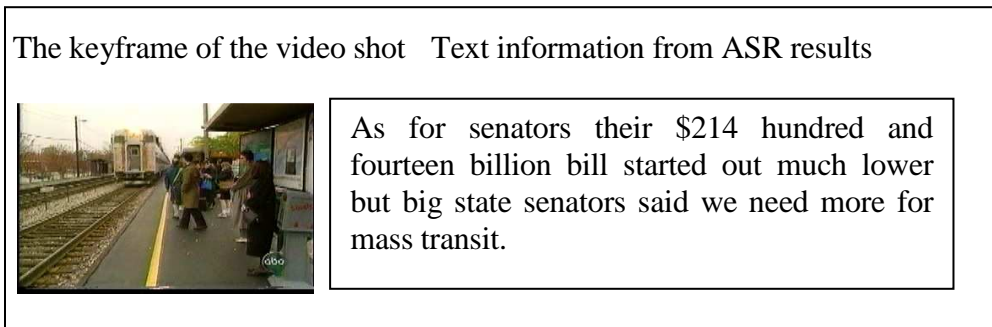 The keyframe of the video shot Text information from ASR results
As for senators their $214 hundred and
fourteen billion bill started out much lower
but big state senators said we need more for
mass transit.
abc